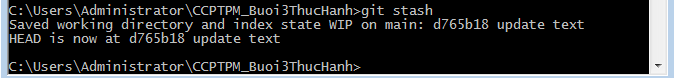 C:\Users\Administrator\CCPTPM_Buoi3ThucHanh>git stash
Saved working directory and index state WIP on main: d765b18 update text
HEAD is now at d765b18 update text
C:\Users\Administrator\CCPTPM_Buoi3ThucHanh>